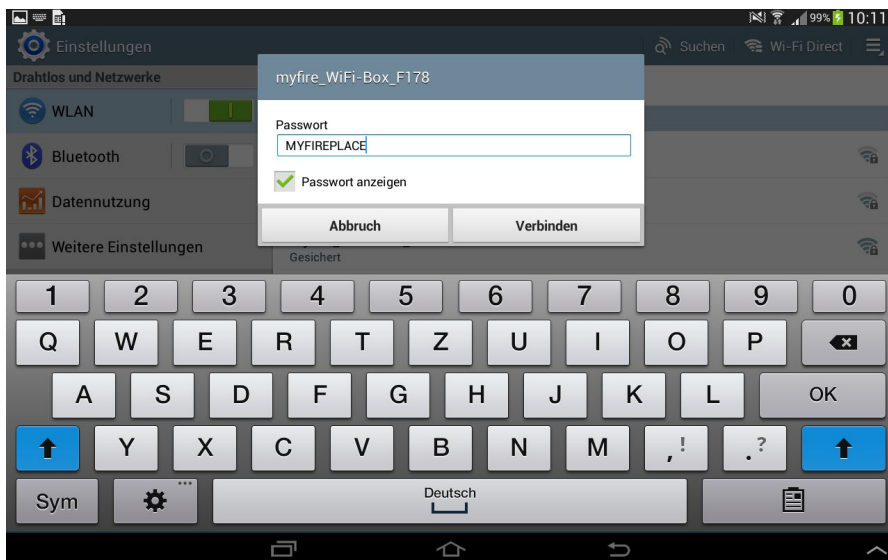 99% 10:11
Einstellungen
Suchen
Wi-Fi Direct
Drahtlos und Netzwerke
WLAN
Bluetooth
Datennutzung
Weitere Einstellungen
myfire_WiFi-Box_F178
Passwort
MYFIREPLACE
Passwort anzeigen
Abbruch
Verbinden
Gesichert
1 2 3 4 5 6 7 8 9 0
Q W E R T Z U I O P
A S D F G H J K L OK
Y X C V B N M , ! . ?
Sym
Deutsch